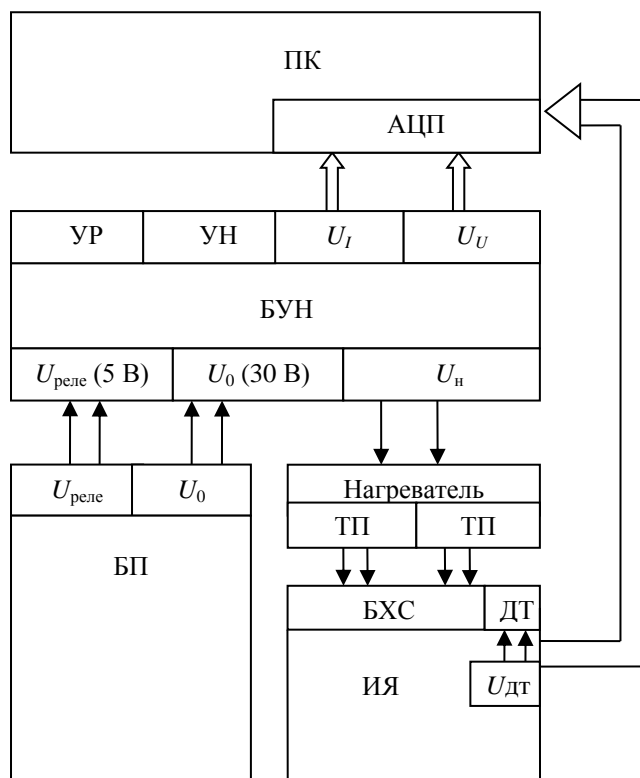 ПК
АЦП
УР УН U_I U_U
БУН
U_реле (5 В) U_0 (30 В) U_н
U_реле U_0 Нагреватель
ТП ТП
БП
БХС ДТ
ИЯ Uдт